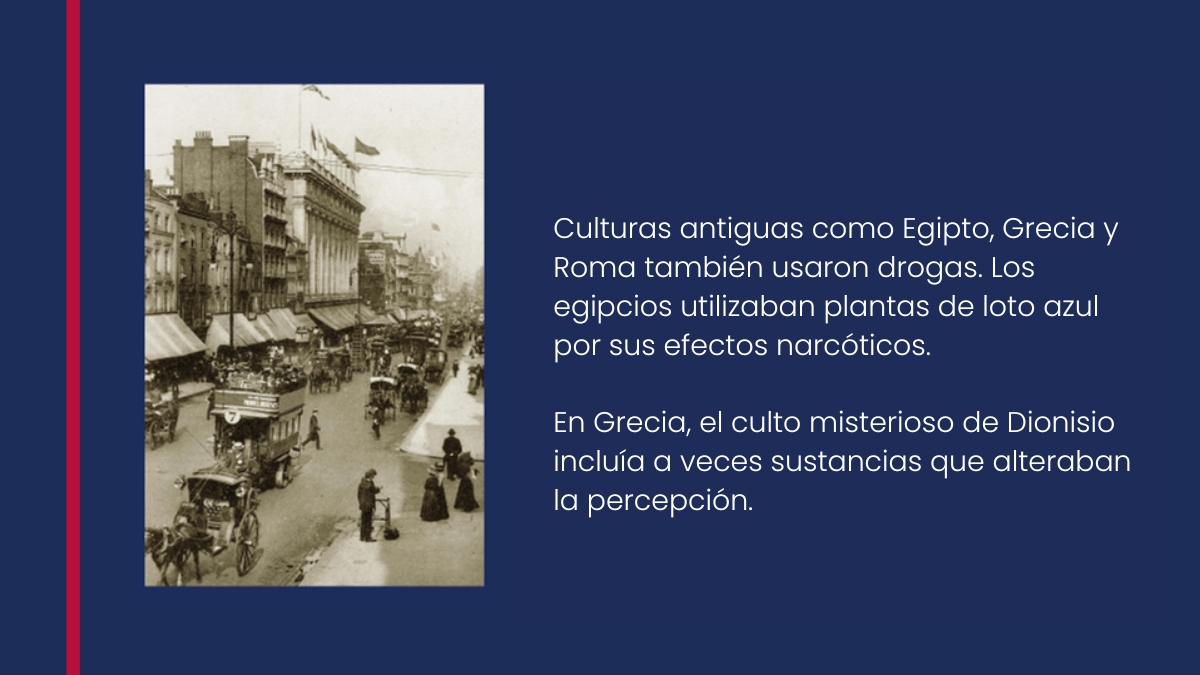 Culturas antiguas como Egipto, Grecia y
Roma también usaron drogas. Los
egipcios utilizaban plantas de loto azul
por sus efectos narcóticos.
En Grecia, el culto misterioso de Dionisio
incluía a veces sustancias que alteraban
la percepción.
7